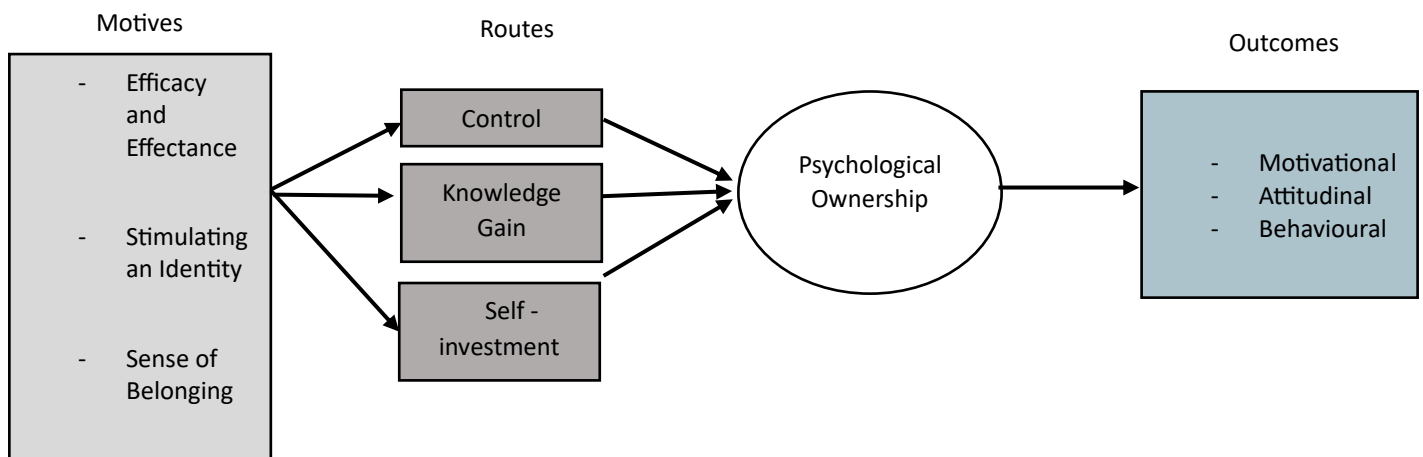 Motives
- Efficacy
and
Effectance
- Stimulating
an Identity
- Sense of
Belonging
Routes
Control
Knowledge
Gain
Self -
investment
Psychological
Ownership
Outcomes
- Motivational
- Attitudinal
- Behavioural